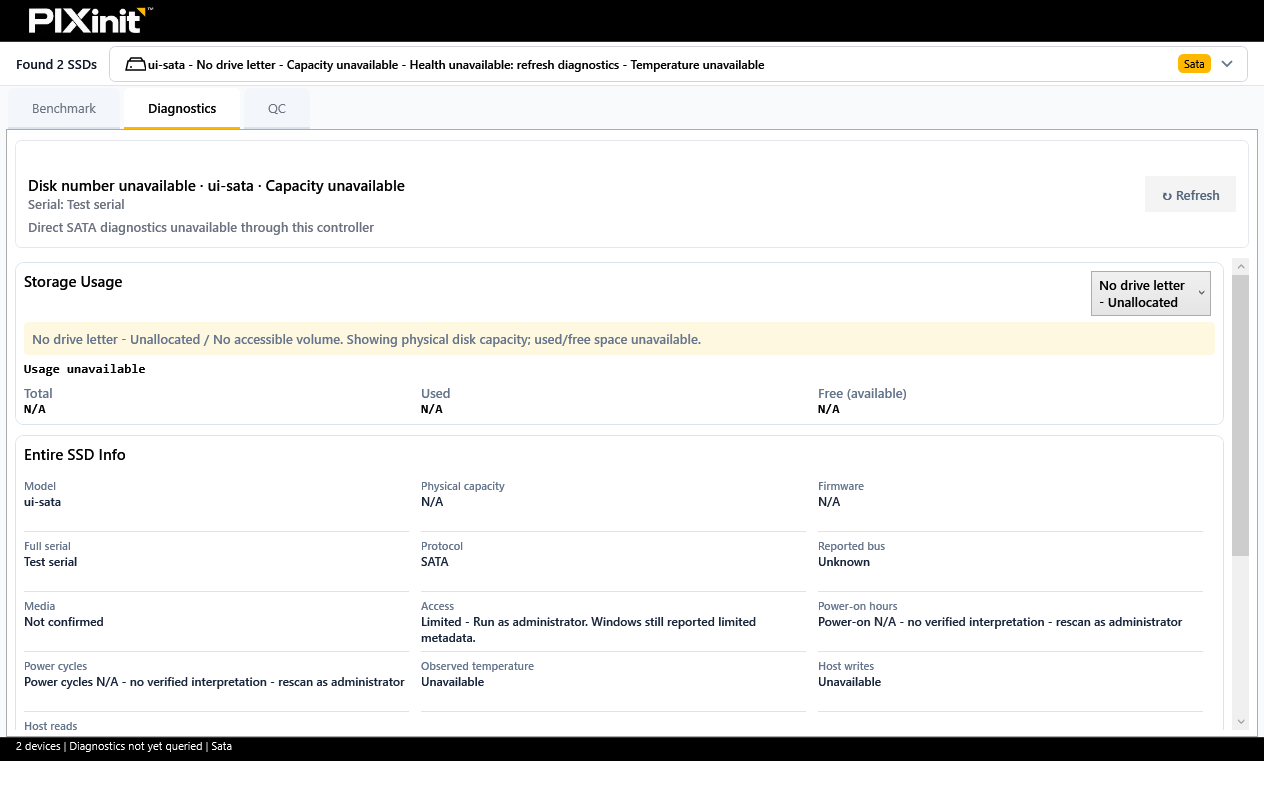 PIXinit™
Found 2 SSDs
ui-sata - No drive letter - Capacity unavailable - Health unavailable: refresh diagnostics - Temperature unavailable
Sata
Benchmark
Diagnostics
QC
Disk number unavailable · ui-sata · Capacity unavailable
Serial: Test serial
Direct SATA diagnostics unavailable through this controller
↻ Refresh
Storage Usage
No drive letter
- Unallocated
No drive letter - Unallocated / No accessible volume. Showing physical disk capacity; used/free space unavailable.
Usage unavailable
Total
N/A
Used
N/A
Free (available)
N/A
Entire SSD Info
Model
ui-sata
Physical capacity
N/A
Firmware
N/A
Full serial
Test serial
Protocol
SATA
Reported bus
Unknown
Media
Not confirmed
Access
Limited - Run as administrator. Windows still reported limited
metadata.
Power-on hours
Power-on N/A - no verified interpretation - rescan as administrator
Power cycles
Power cycles N/A - no verified interpretation - rescan as administrator
Observed temperature
Unavailable
Host writes
Unavailable
Host reads
2 devices | Diagnostics not yet queried | Sata